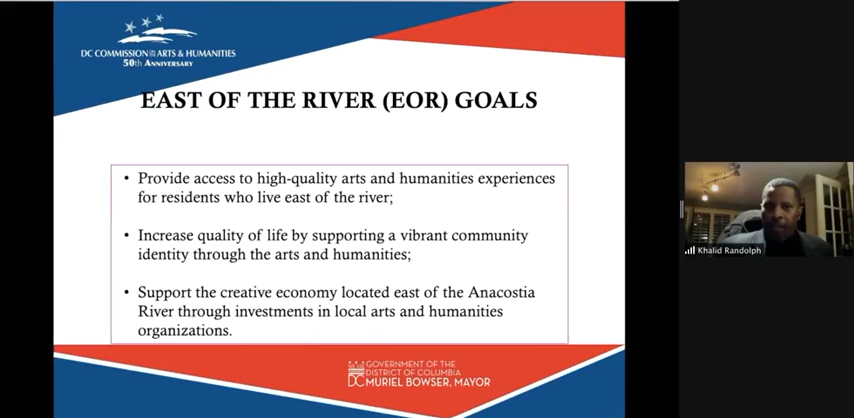 DC COMMISSION ON THE ARTS & HUMANITIES
50th ANNIVERSARY
EAST OF THE RIVER (EOR) GOALS
• Provide access to high-quality arts and humanities experiences
for residents who live east of the river;
• Increase quality of life by supporting a vibrant community
identity through the arts and humanities;
• Support the creative economy located east of the Anacostia
River through investments in local arts and humanities
organizations.
GOVERNMENT OF THE
DISTRICT OF COLUMBIA
DC MURIEL BOWSER, MAYOR
Khalid Randolph